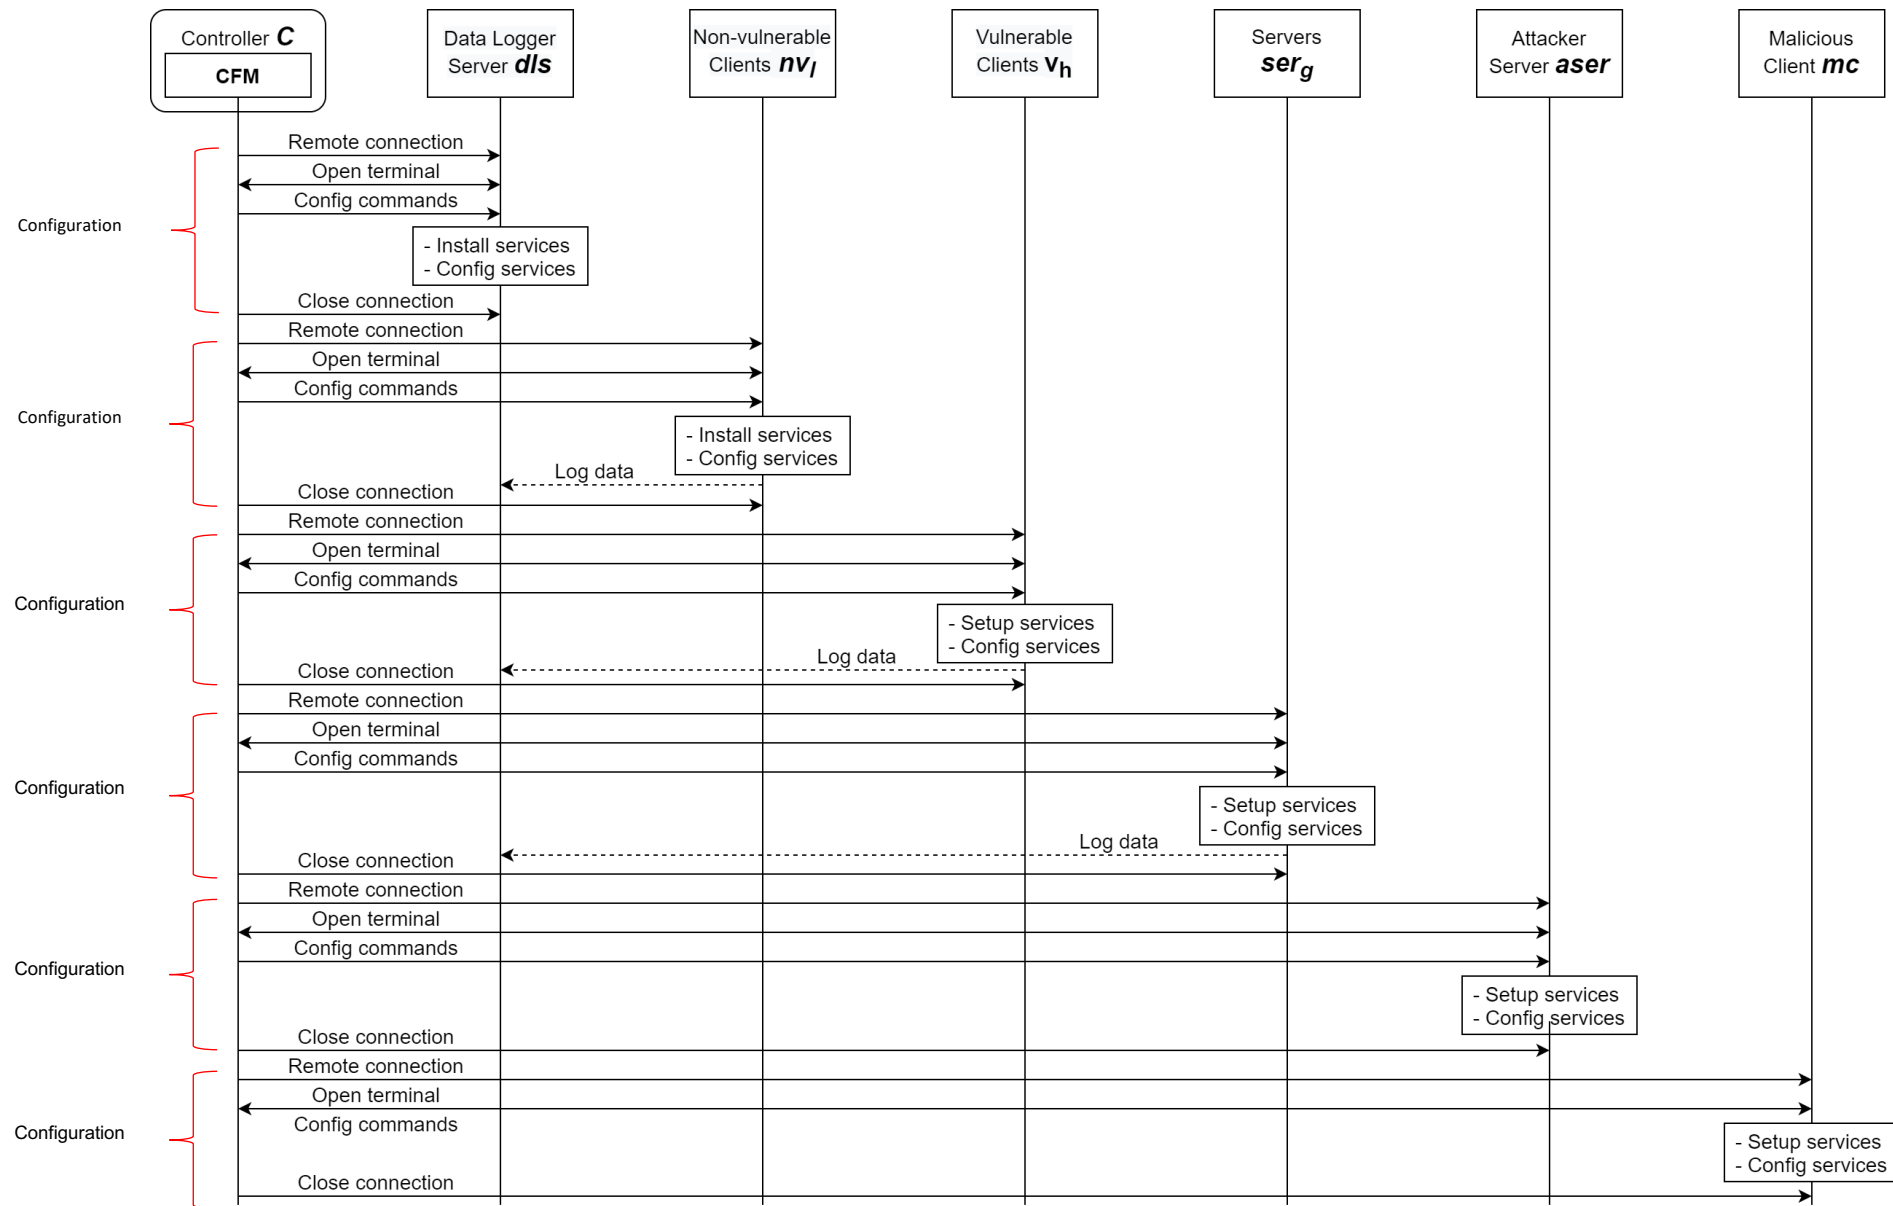 Controller C
CFM
Data Logger
Server dls
Non-vulnerable
Clients nv_l
Vulnerable
Clients v_h
Servers
ser_g
Attacker
Server aser
Malicious
Client mc
Remote connection
Open terminal
Config commands
Configuration
- Install services
- Config services
Close connection
Remote connection
Open terminal
Config commands
Configuration
- Install services
- Config services
Log data
Close connection
Remote connection
Open terminal
Config commands
Configuration
- Setup services
- Config services
Log data
Close connection
Remote connection
Open terminal
Config commands
Configuration
- Setup services
- Config services
Log data
Close connection
Remote connection
Open terminal
Config commands
Configuration
- Setup services
- Config services
Close connection
Remote connection
Open terminal
Config commands
Configuration
- Setup services
- Config services
Close connection